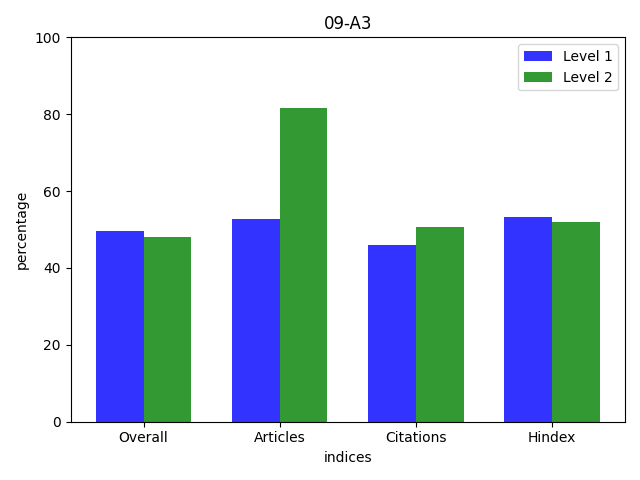 09-A3
Level 1
Level 2
percentage
100
80
60
40
20
0
Overall Articles Citations Hindex
indices